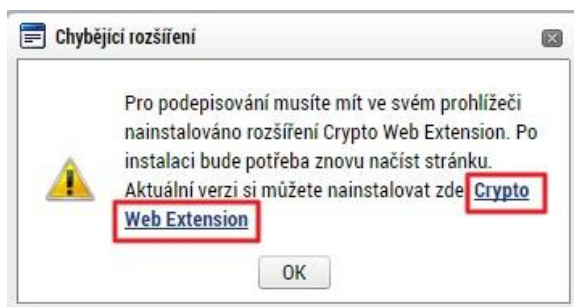 Chybějící rozšíření
Pro podepisování musíte mít ve svém prohlížeči
nainstalováno rozšíření Crypto Web Extension. Po
instalaci bude potřeba znovu načíst stránku.
Aktuální verzi si můžete nainstalovat zde Crypto
Web Extension
OK